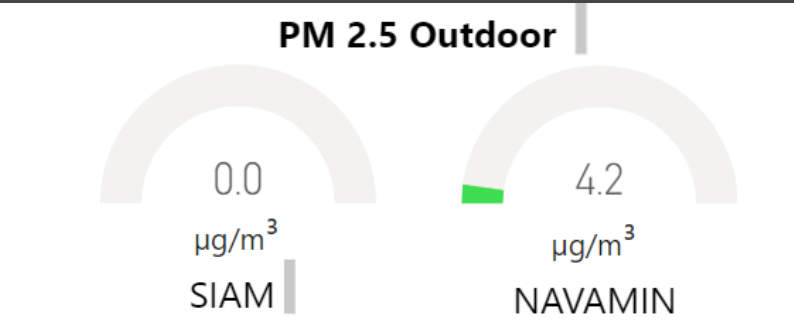 PM 2.5 Outdoor
0.0
4.2
µg/m³
µg/m³
SIAM
NAVAMIN